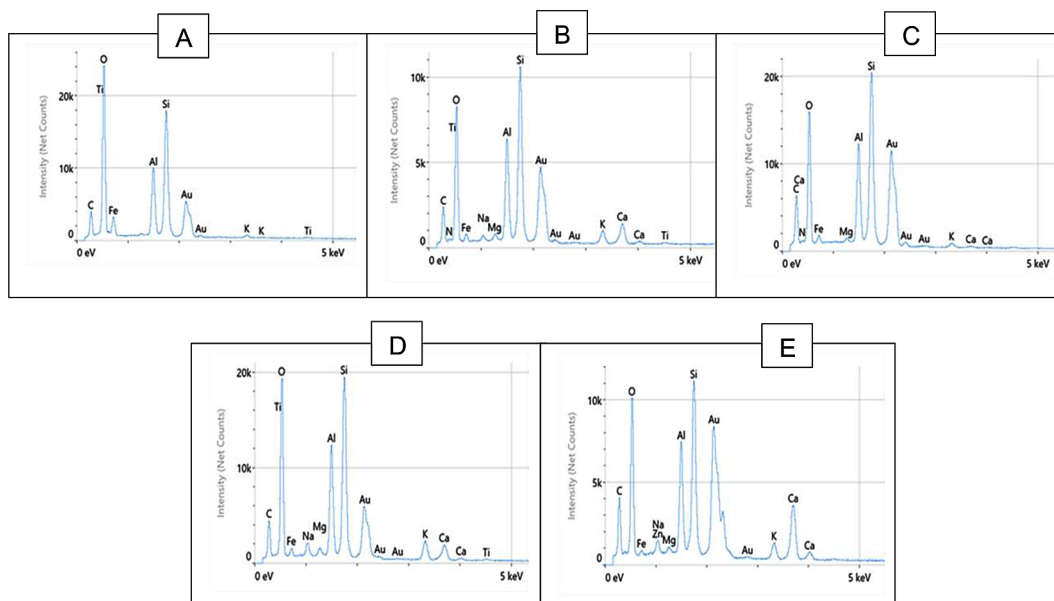 A
B
C
O
Ti
Si
20k
Intensity (Net Counts)
Al
10k
Au
C
Fe
Au
K
K
Ti
0
0 eV
5 keV
Si
10k
O
Ti
Al
Intensity (Net Counts)
Au
5k
C
Na
Ca
N
Fe
Mg
K
Au
Au
Ca
Ti
0
0 eV
5 keV
Si
20k
O
Al
Au
Intensity (Net Counts)
10k
Ca
C
N
Fe
Mg
Au
Au
K
Ca
Ca
0
0 eV
5 keV
D
E
20k
O
Si
Ti
Al
Intensity (Net Counts)
10k
Au
C
Mg
Na
Fe
K
Ca
Au
Au
Ca
Ti
0
0 eV
5 keV
Si
O
10k
Au
Al
Intensity (Net Counts)
C
5k
Ca
Na
Zn
Fe
Mg
K
Au
Ca
0
0 eV
5 keV